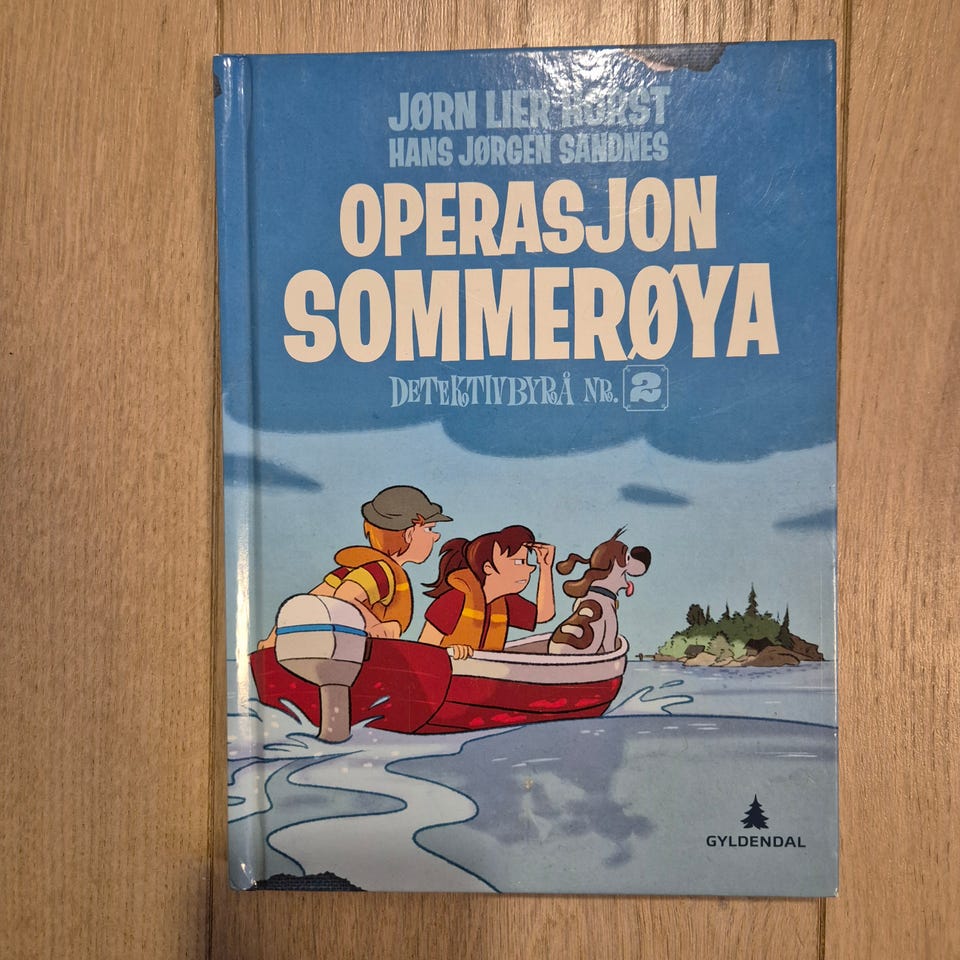 JØRN LIER HORST
HANS JØRGEN SANDNES
OPERASJON
SOMMERØYA
DETEKTIVBYRÅ NR. 2
GYLDENDAL